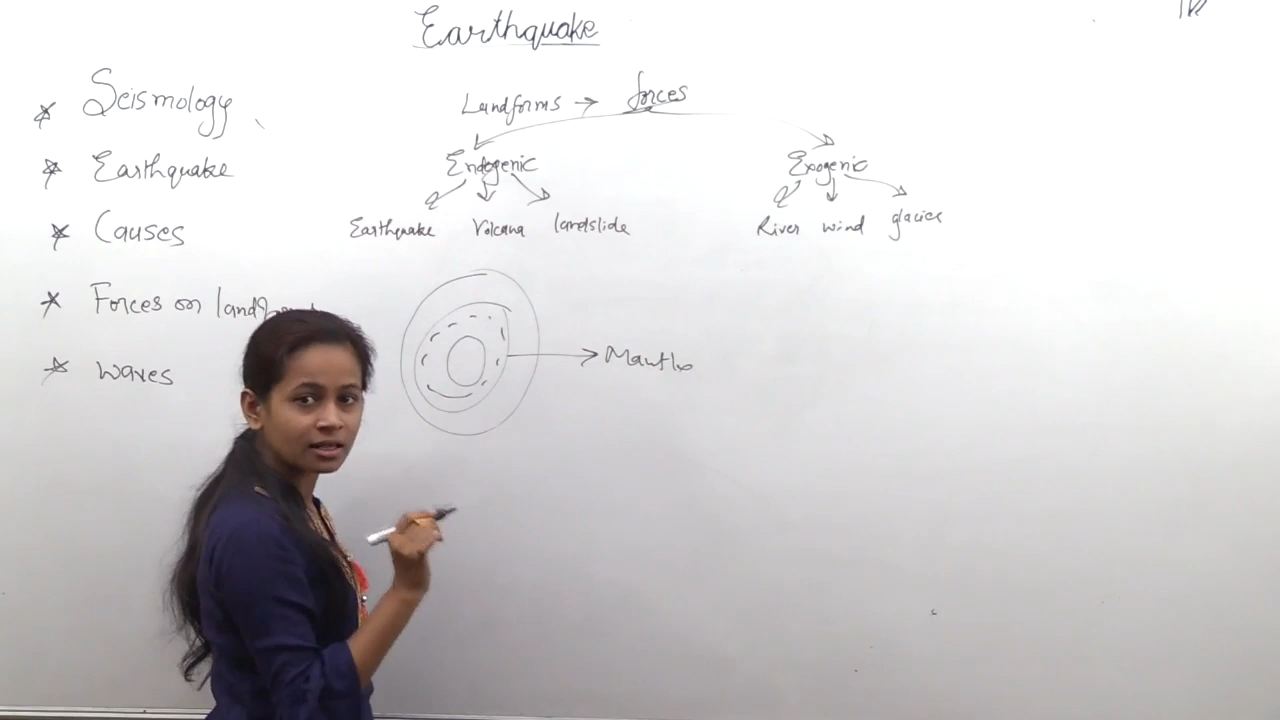 Earthquake
* Seismology
* Earthquake
* Causes
* Forces on
* waves
Landforms → forces
Endogenic Exogenic
Earthquake Volcano landslide River wind glacier
→ Mantle